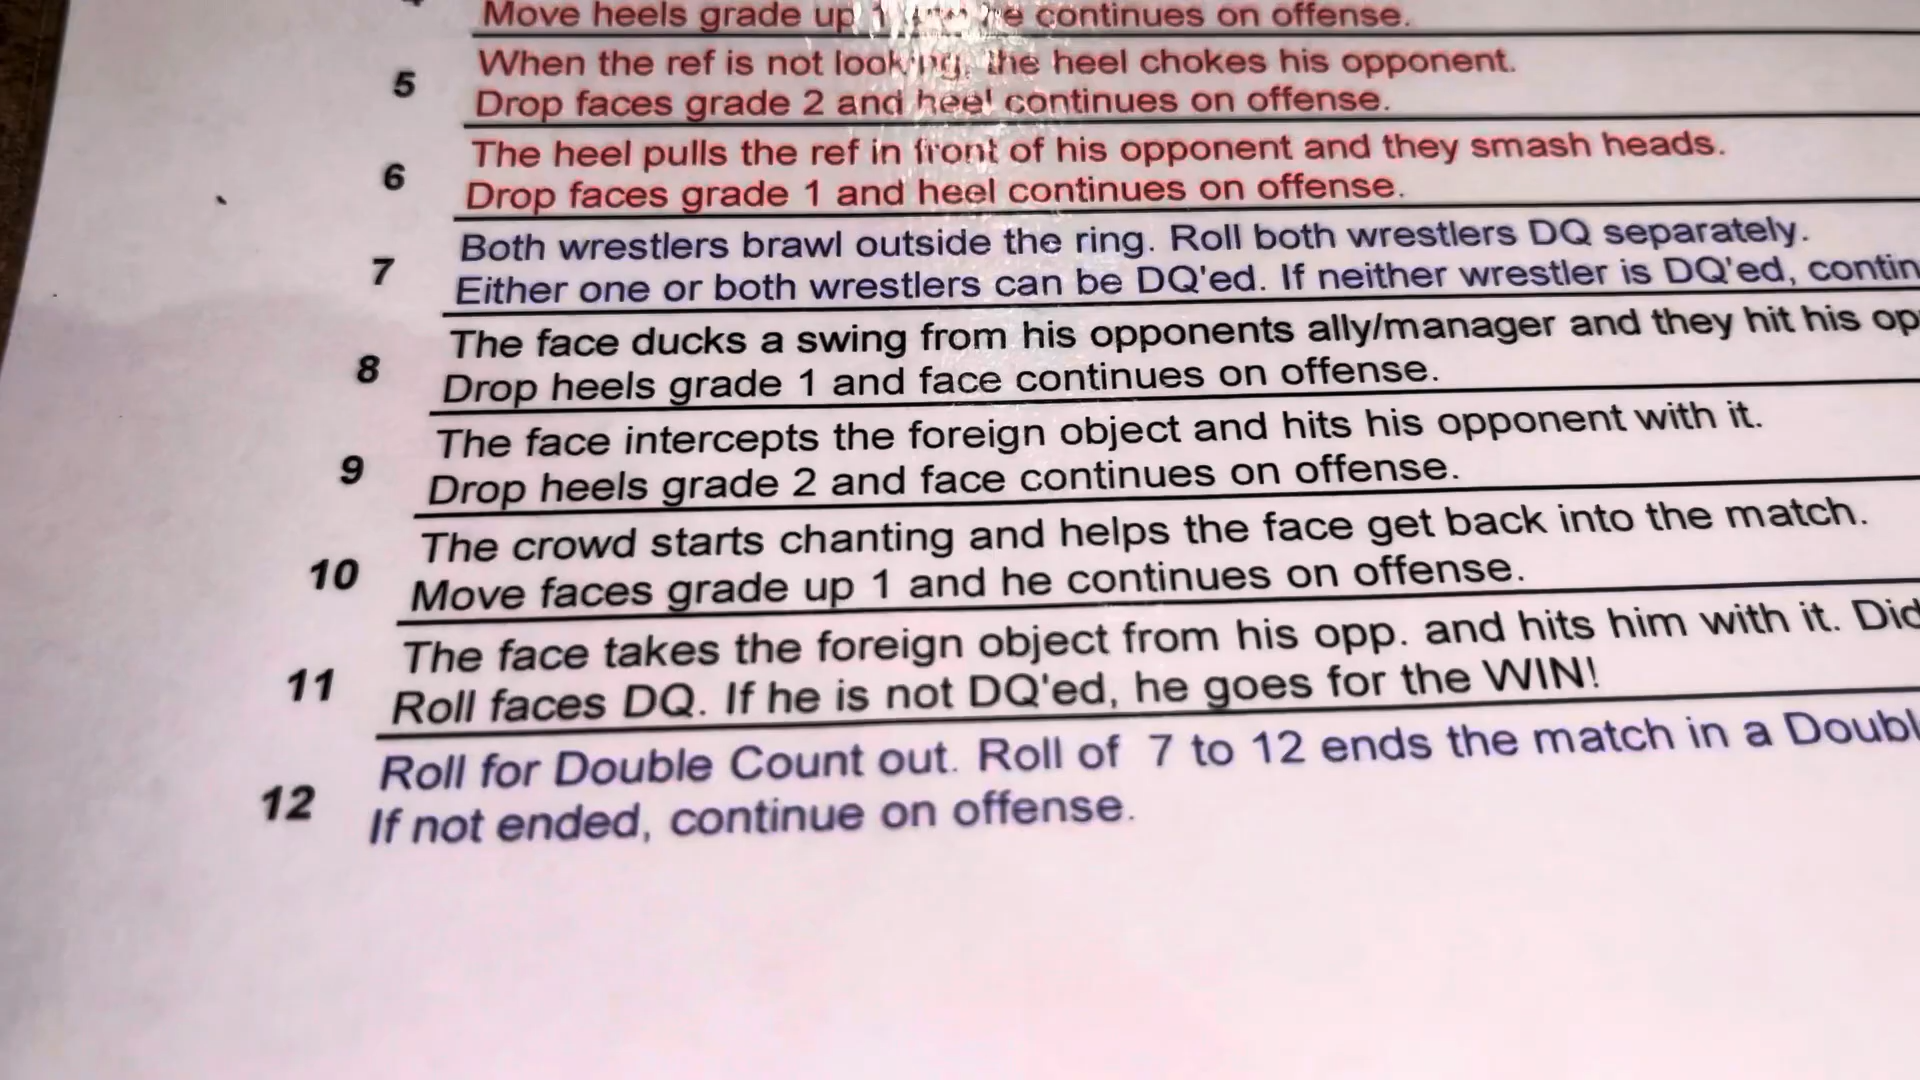 Move heels grade up 1 he continues on offense.
5
When the ref is not looking, the heel chokes his opponent.
Drop faces grade 2 and heel continues on offense.
6
The heel pulls the ref in front of his opponent and they smash heads.
Drop faces grade 1 and heel continues on offense.
7
Both wrestlers brawl outside the ring. Roll both wrestlers DQ separately.
Either one or both wrestlers can be DQ'ed. If neither wrestler is DQ'ed, contin
8
The face ducks a swing from his opponents ally/manager and they hit his op
Drop heels grade 1 and face continues on offense.
9
The face intercepts the foreign object and hits his opponent with it.
Drop heels grade 2 and face continues on offense.
10
The crowd starts chanting and helps the face get back into the match.
Move faces grade up 1 and he continues on offense.
11
The face takes the foreign object from his opp. and hits him with it. Did
Roll faces DQ. If he is not DQ'ed, he goes for the WIN!
12
Roll for Double Count out. Roll of 7 to 12 ends the match in a Doubl
If not ended, continue on offense.